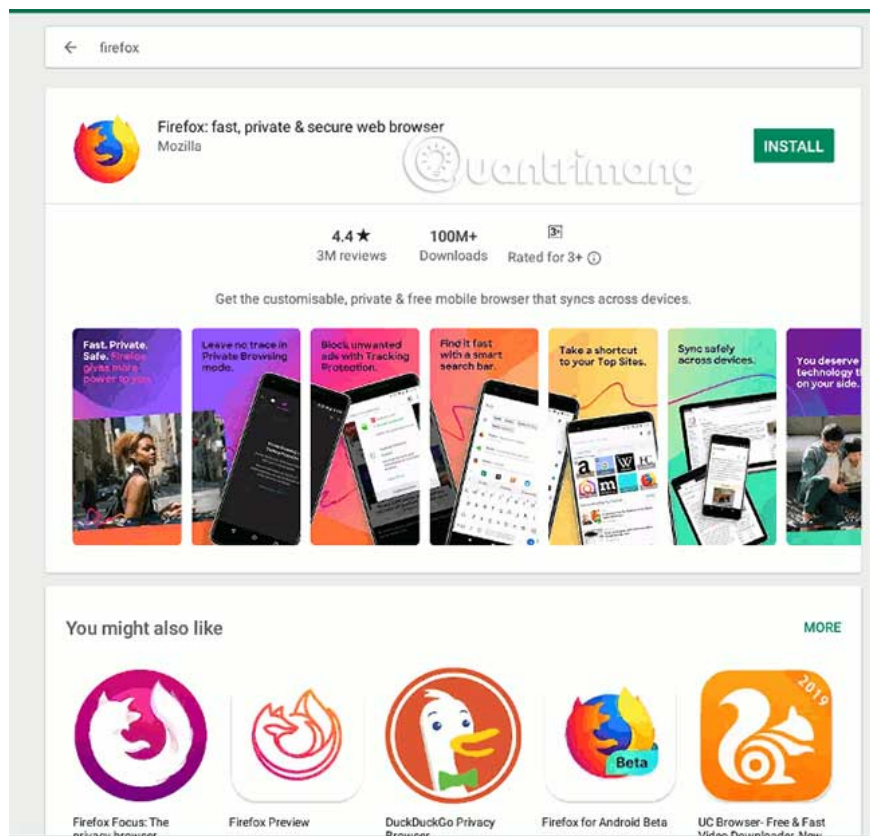 firefox
Firefox: fast, private & secure web browser
Mozilla
INSTALL
Quantrimang
4.4 ★
3M reviews
100M+
Downloads
3+
Rated for 3+
Get the customisable, private & free mobile browser that syncs across devices.
Fast. Private.
Safe. Firefox
gives more
power to you.
Leave no trace in
Private Browsing
mode.
Block unwanted
ads with Tracking
Protection.
Find it fast
with a smart
search bar.
Take a shortcut
to your Top Sites.
Sync safely
across devices.
You deserve
technology
on your side.
You might also like
MORE
Beta
2019
Firefox Focus: The
privacy browser
Firefox Preview
DuckDuckGo Privacy
Browser
Firefox for Android Beta
UC Browser- Free & Fast
Video Downloader, New